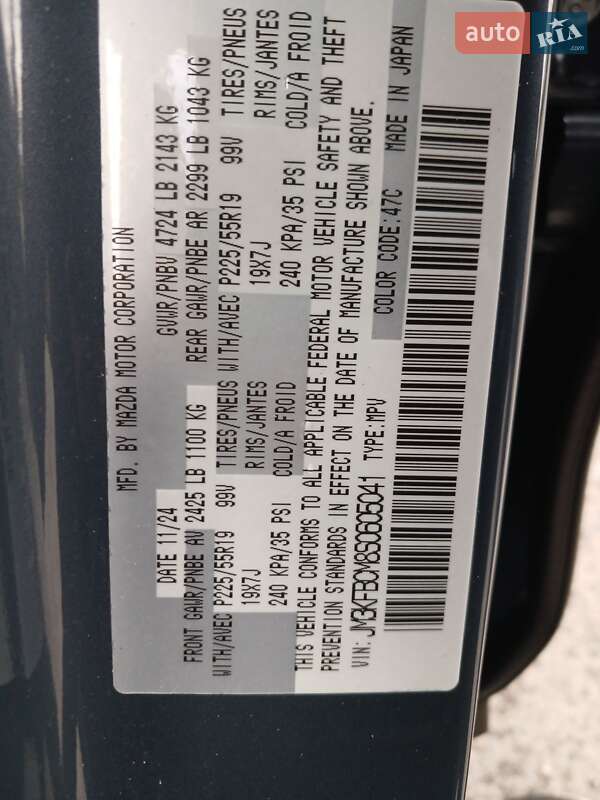 MFD. BY MAZDA MOTOR CORPORATION
DATE 11/24 GVWR/PNBV 4724 LB 2143 KG
FRONT GAWR/PNBE AV 2425 LB 1100 KG REAR GAWR/PNBE AR 2299 LB 1043 KG
WITH/AVEC P225/55R19 99V TIRES/PNEUS WITH/AVEC P225/55R19 99V TIRES/PNEUS
19X7J RIMS/JANTES 19X7J RIMS/JANTES
240 KPA/35 PSI COLD/A FROID 240 KPA/35 PSI COLD/A FROID
THIS VEHICLE CONFORMS TO ALL APPLICABLE FEDERAL MOTOR VEHICLE SAFETY AND THEFT
PREVENTION STANDARDS IN EFFECT ON THE DATE OF MANUFACTURE SHOWN ABOVE.
VIN: JM3KFBCM8S0605041 TYPE:MPV COLOR CODE:47C MADE IN JAPAN
auto RIA.com